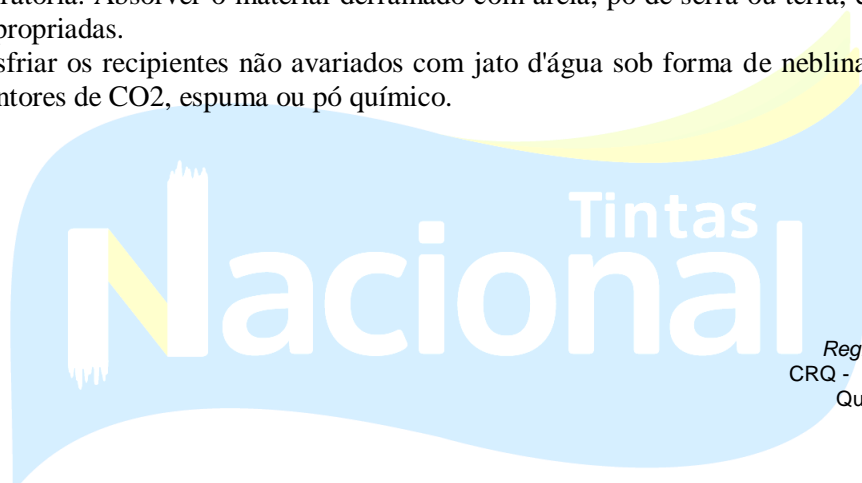 ratória. Absorver o material derramado com areia, pó de serra ou terra,
propriadas.
sfriar os recipientes não avariados com jato d'água sob forma de neblina
ntores de CO2, espuma ou pó químico.
Tintas
Nacional
Reg
CRQ -
Qu